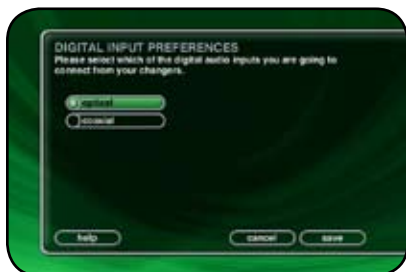 DIGITAL INPUT PREFERENCES
Please select which of the digital audio inputs you are going to
connect from your changers.
optical
coaxial
help
cancel
save